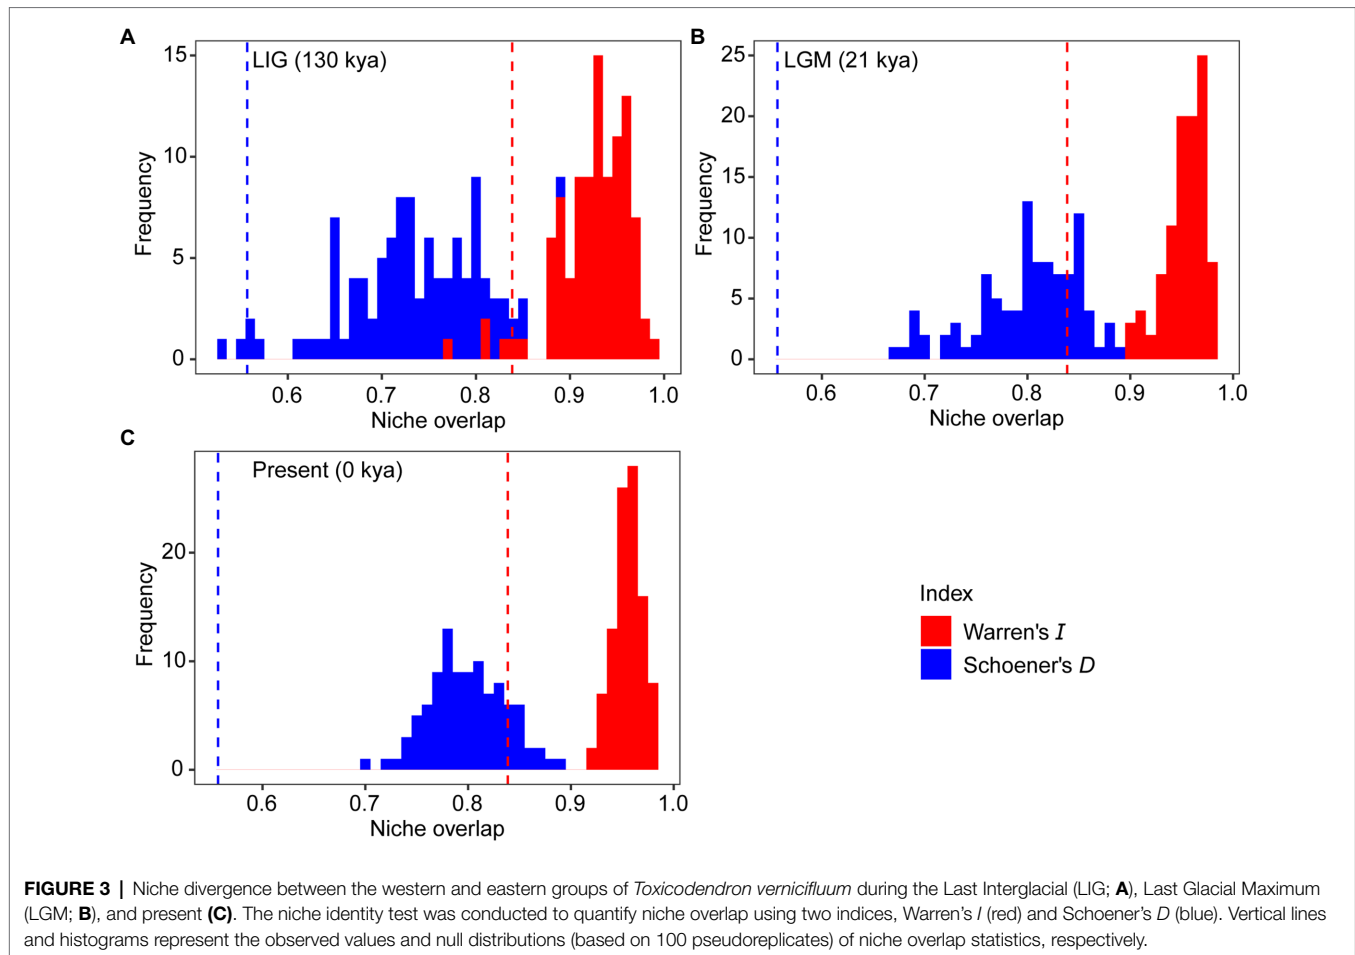 A
LIG (130 kya)
15
10
5
0
Frequency
0.6 0.7 0.8 0.9 1.0
Niche overlap
B
LGM (21 kya)
25
20
15
10
5
0
Frequency
0.6 0.7 0.8 0.9 1.0
Niche overlap
C
Present (0 kya)
20
10
0
Frequency
0.6 0.7 0.8 0.9 1.0
Niche overlap
Index
Warren's I
Schoener's D
FIGURE 3 | Niche divergence between the western and eastern groups of Toxicodendron vernicifluum during the Last Interglacial (LIG; A), Last Glacial Maximum
(LGM; B), and present (C). The niche identity test was conducted to quantify niche overlap using two indices, Warren’s I (red) and Schoener’s D (blue). Vertical lines
and histograms represent the observed values and null distributions (based on 100 pseudoreplicates) of niche overlap statistics, respectively.